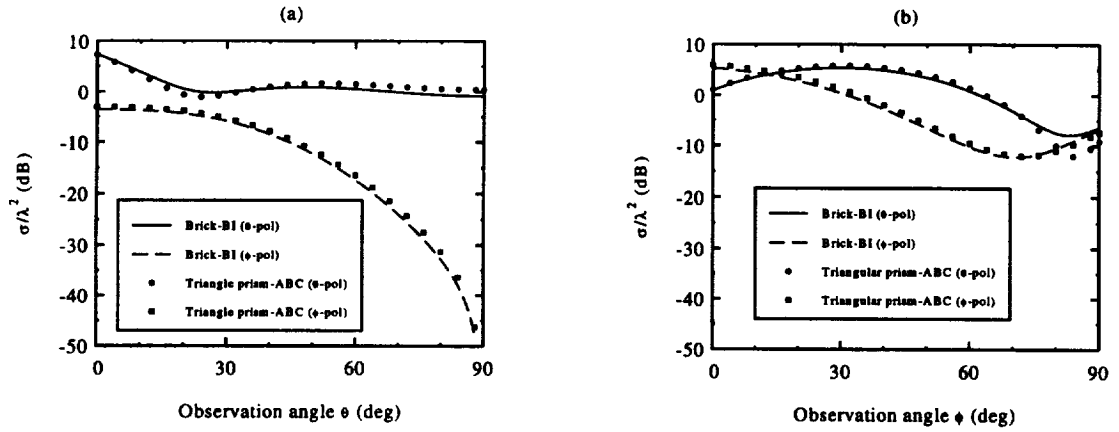 (a)
10
0
-10
-20
-30
-40
-50
σ/λ² (dB)
Brick-BI (θ-pol)
Brick-BI (φ-pol)
Triangle prism-ABC (θ-pol)
Triangle prism-ABC (φ-pol)
0 30 60 90
Observation angle θ (deg)
(b)
10
0
-10
-20
-30
-40
-50
σ/λ² (dB)
Brick-BI (θ-pol)
Brick-BI (φ-pol)
Triangular prism-ABC (θ-pol)
Triangular prism-ABC (φ-pol)
0 30 60 90
Observation angle φ (deg)